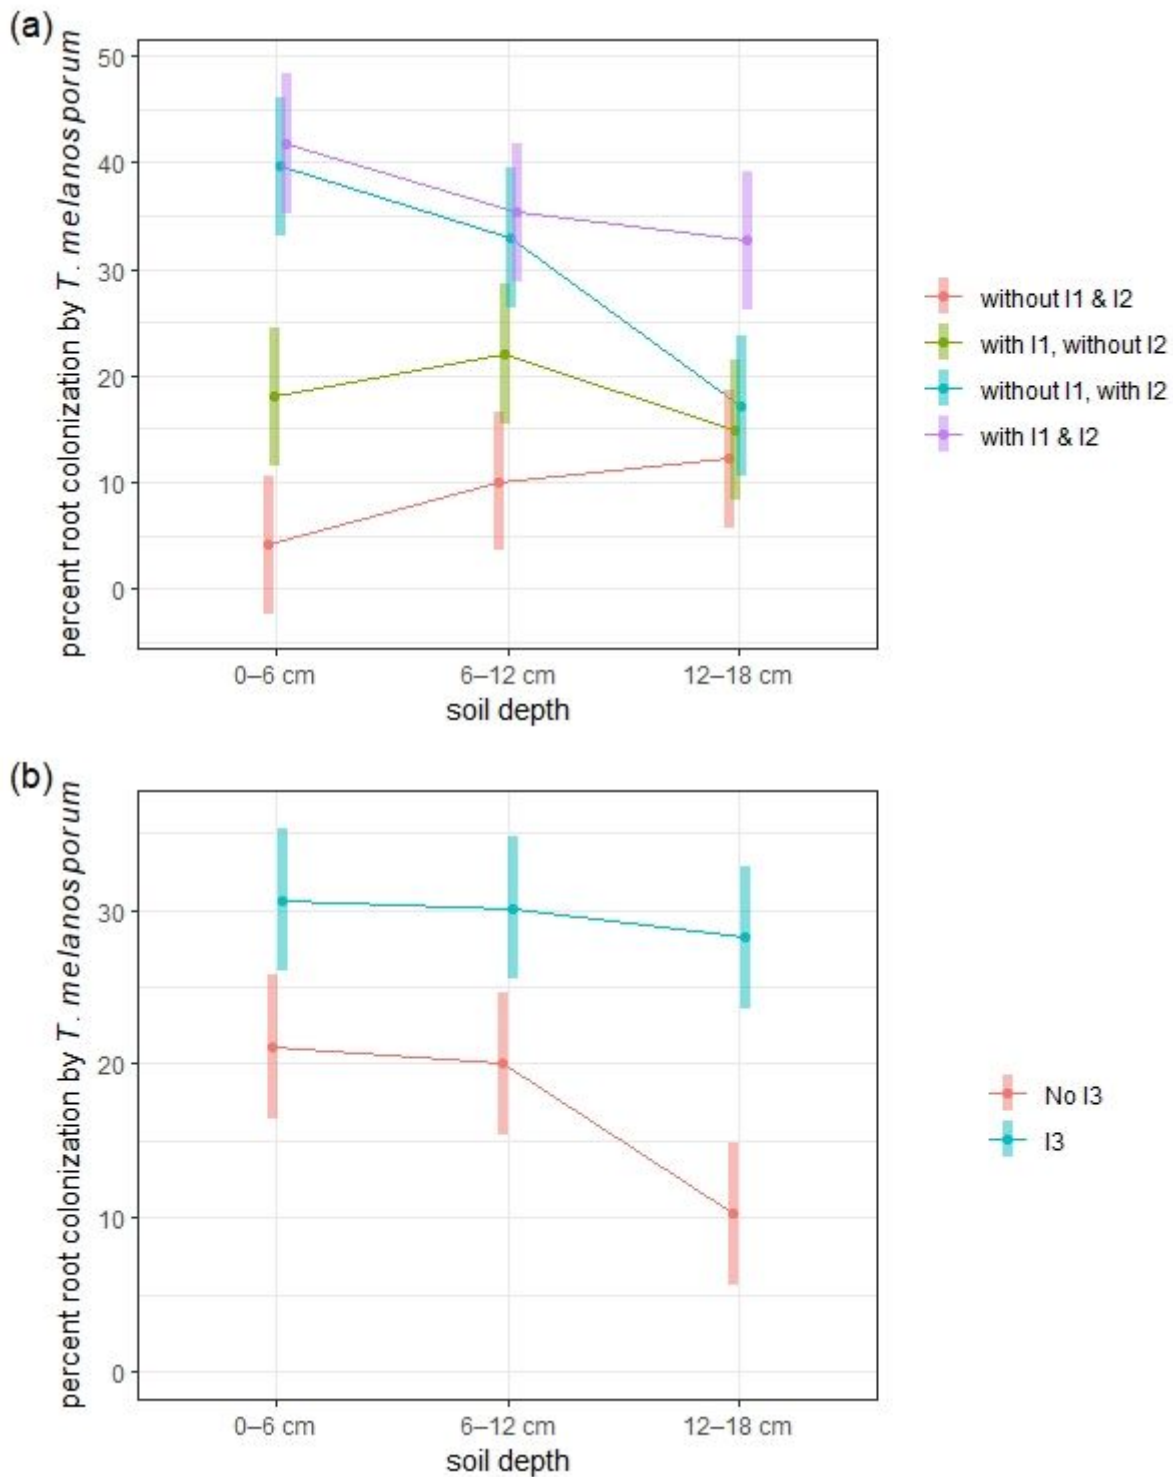 (a)
percent root colonization by T. melanosporum
50
40
30
20
10
0
0–6 cm
6–12 cm
12–18 cm
soil depth
without I1 & I2
with I1, without I2
without I1, with I2
with I1 & I2
(b)
percent root colonization by T. melanosporum
30
20
10
0
0–6 cm
6–12 cm
12–18 cm
soil depth
No I3
I3